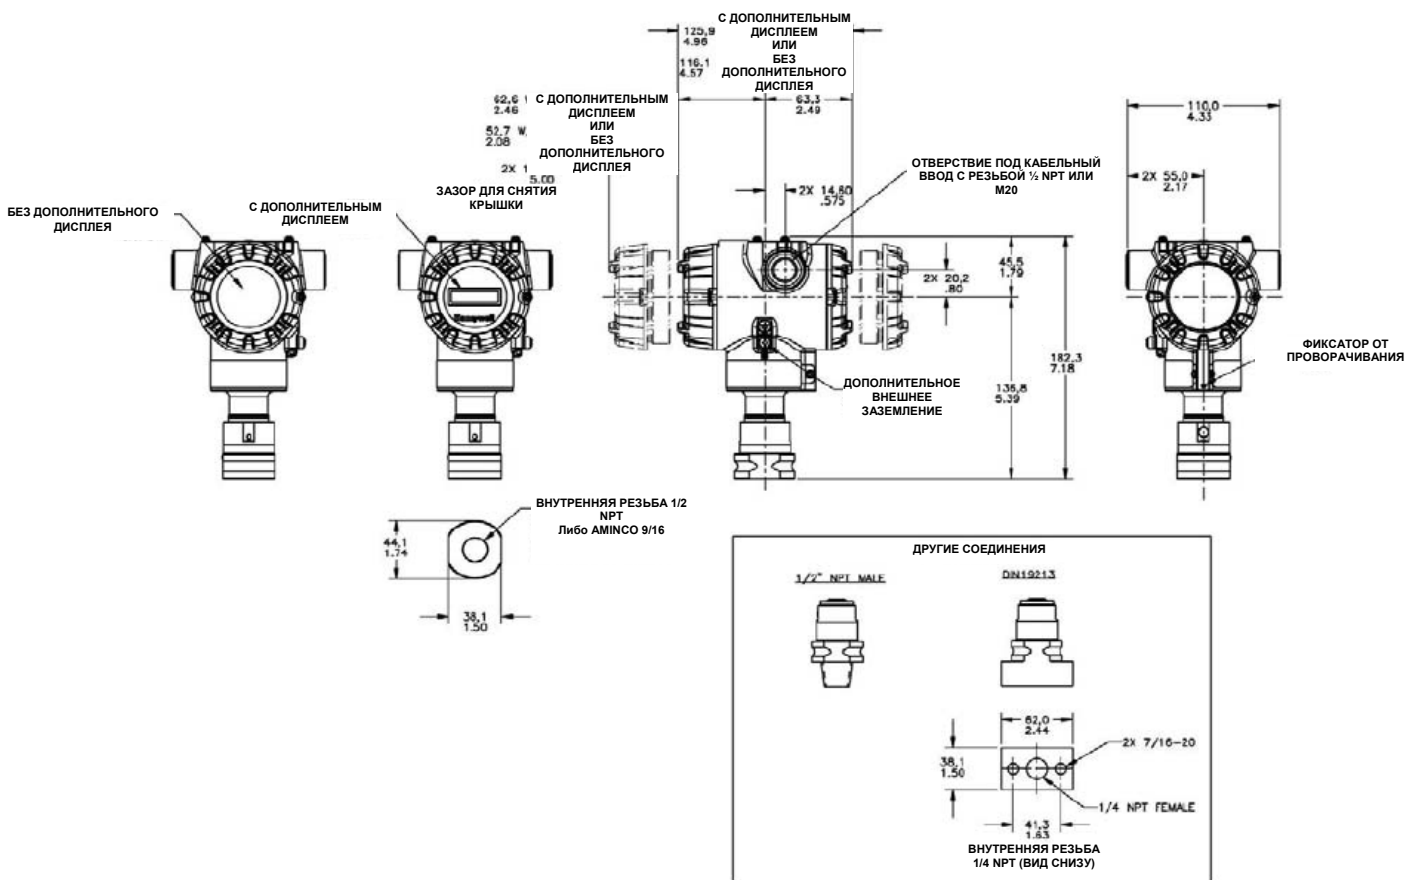 С ДОПОЛНИТЕЛЬНЫМ
ДИСПЛЕЕМ
ИЛИ
БЕЗ
ДОПОЛНИТЕЛЬНОГО
ДИСПЛЕЯ
125,9
4.96
116.1
4.57
62,6
2.46
52.7 W
2.08
2X 1
5.00
С ДОПОЛНИТЕЛЬНЫМ
ДИСПЛЕЕМ
ИЛИ
БЕЗ
ДОПОЛНИТЕЛЬНОГО
ДИСПЛЕЯ
63,3
2.49
110,0
4.33
ЗАЗОР ДЛЯ СНЯТИЯ
КРЫШКИ
2X 14,60
.575
ОТВЕРСТВИЕ ПОД КАБЕЛЬНЫЙ
ВВОД С РЕЗЬБОЙ ½ NPT ИЛИ
M20
2X 55,0
2.17
БЕЗ ДОПОЛНИТЕЛЬНОГО
ДИСПЛЕЯ
С ДОПОЛНИТЕЛЬНЫМ
ДИСПЛЕЕМ
Honeywell
2X 20,2
.80
45,5
1.79
182,3
7.18
136,8
5.39
ДОПОЛНИТЕЛЬНОЕ
ВНЕШНЕЕ
ЗАЗЕМЛЕНИЕ
ФИКСАТОР ОТ
ПРОВОРАЧИВАНИЯ
ВНУТРЕННЯЯ РЕЗЬБА 1/2
NPT
Либо AMINCO 9/16
44,1
1.74
38,1
1.50
ДРУГИЕ СОЕДИНЕНИЯ
1/2" NPT MALE
DIN19213
62,0
2.44
38,1
1.50
2X 7/16-20
1/4 NPT FEMALE
41,3
1.63
ВНУТРЕННЯЯ РЕЗЬБА
1/4 NPT (ВИД СНИЗУ)